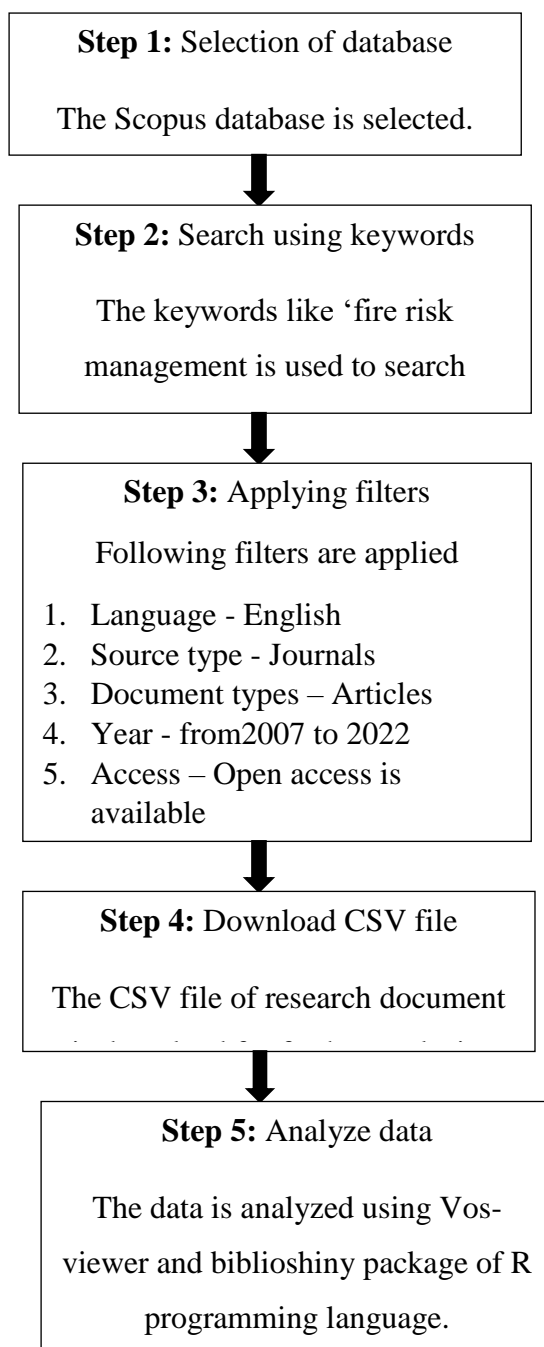 Step 1: Selection of database
The Scopus database is selected.
Step 2: Search using keywords
The keywords like ‘fire risk
management is used to search
Step 3: Applying filters
Following filters are applied
1. Language - English
2. Source type - Journals
3. Document types – Articles
4. Year - from2007 to 2022
5. Access – Open access is
available
Step 4: Download CSV file
The CSV file of research document
Step 5: Analyze data
The data is analyzed using Vos-
viewer and biblioshiny package of R
programming language.